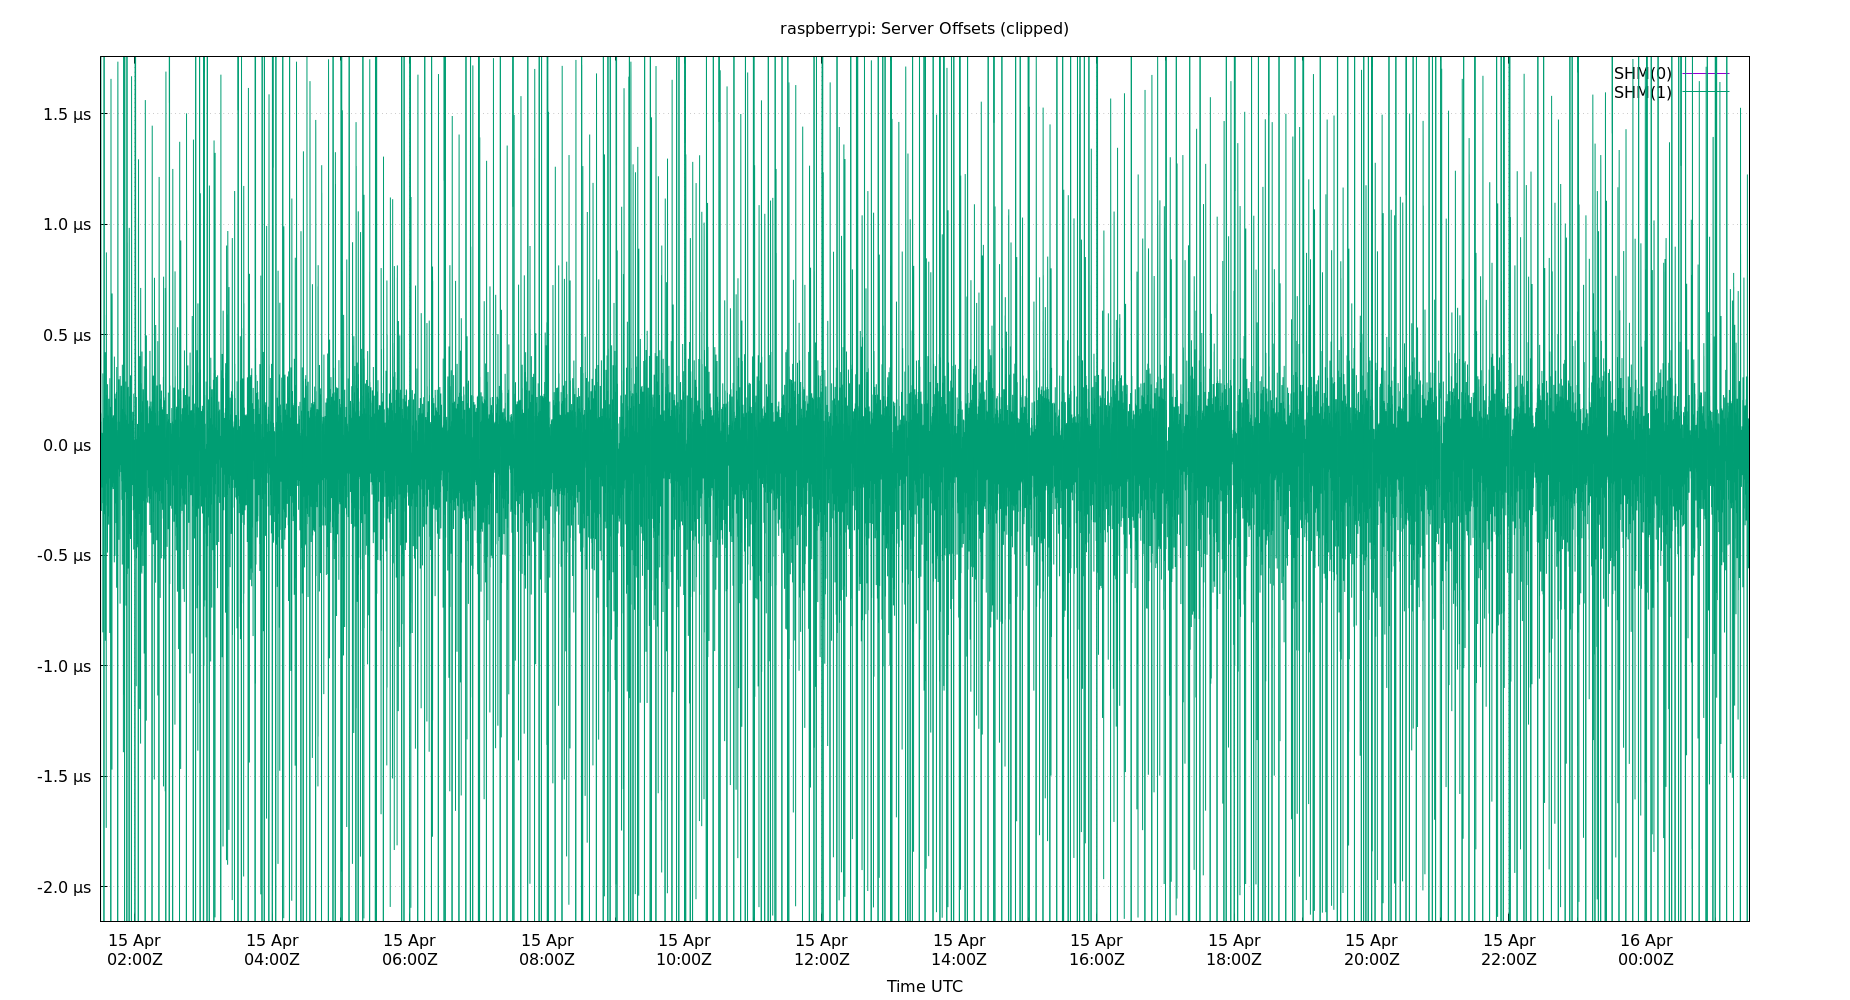 raspberrypi: Server Offsets (clipped)
SHM(0)
SHM(1)
1.5 µs
1.0 µs
0.5 µs
0.0 µs
-0.5 µs
-1.0 µs
-1.5 µs
-2.0 µs
15 Apr 15 Apr 15 Apr 15 Apr 15 Apr 15 Apr 15 Apr 15 Apr 15 Apr 15 Apr 15 Apr 16 Apr
02:00Z 04:00Z 06:00Z 08:00Z 10:00Z 12:00Z 14:00Z 16:00Z 18:00Z 20:00Z 22:00Z 00:00Z
Time UTC